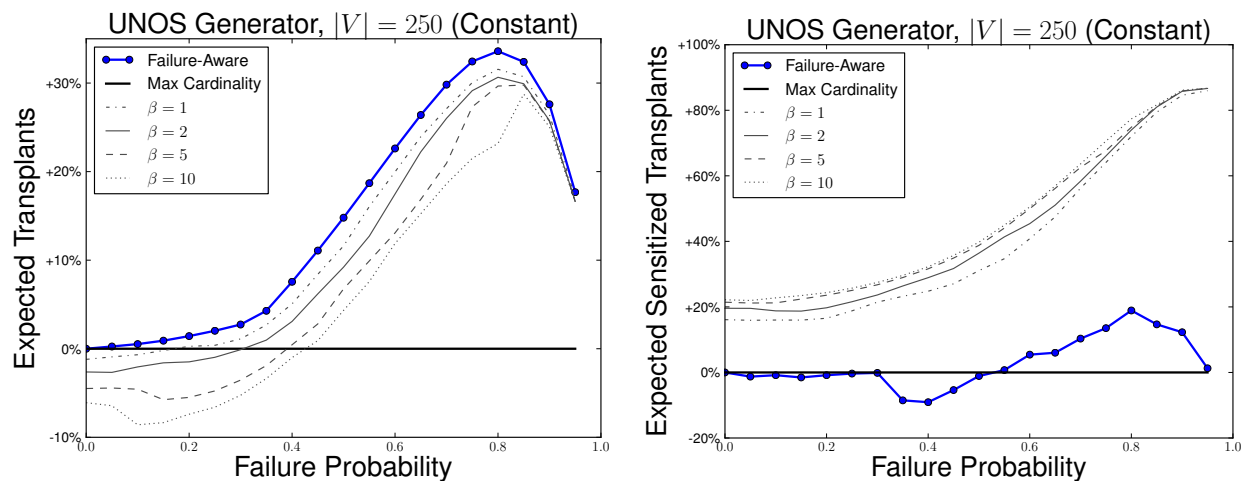 UNOS Generator, |V| = 250 (Constant)
Expected Transplants
+30%
+20%
+10%
0%
-10%
Failure-Aware
Max Cardinality
β = 1
β = 2
β = 5
β = 10
0.0 0.2 0.4 0.6 0.8 1.0
Failure Probability
UNOS Generator, |V| = 250 (Constant)
Expected Sensitized Transplants
+100%
+80%
+60%
+40%
+20%
0%
-20%
Failure-Aware
Max Cardinality
β = 1
β = 2
β = 5
β = 10
0.0 0.2 0.4 0.6 0.8 1.0
Failure Probability